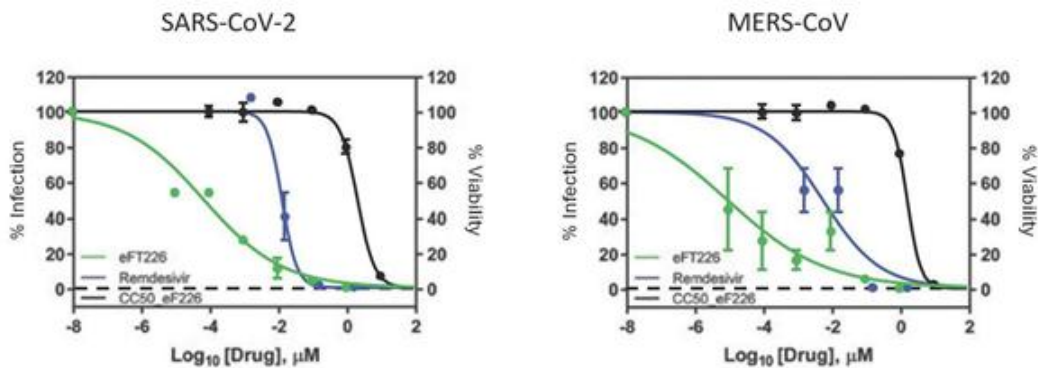 SARS-CoV-2
MERS-CoV
120
100
80
60
40
20
0
% Infection
120
100
80
60
40
20
0
% Viability
eFT226
Remdesivir
CC50_eF226
-8
-6
-4
-2
0
2
Log10 [Drug], μM
120
100
80
60
40
20
0
% Infection
120
100
80
60
40
20
0
% Viability
eFT226
Remdesivir
CC50_eF226
-8
-6
-4
-2
0
2
Log10 [Drug], μM